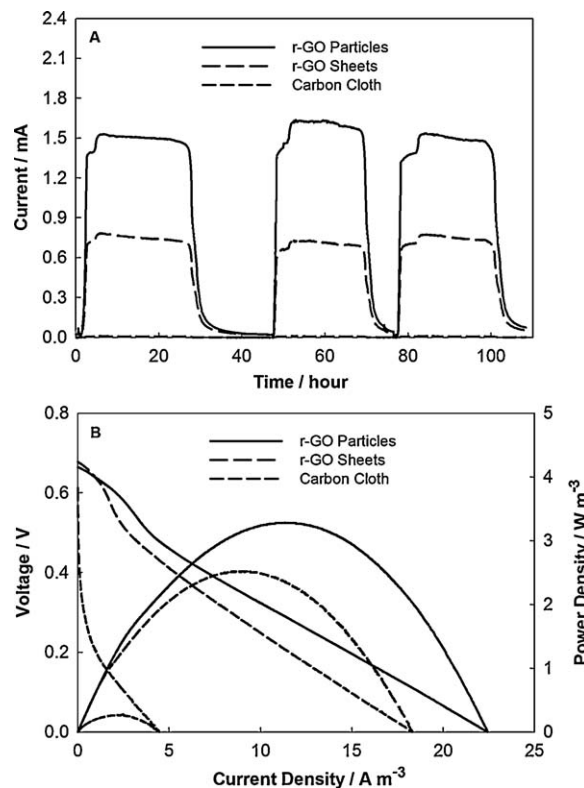 A
r-GO Particles
r-GO Sheets
Carbon Cloth
2.4
2.1
1.8
1.5
1.2
0.9
0.6
0.3
0.0
Current / mA
0 20 40 60 80 100
Time / hour
B
r-GO Particles
r-GO Sheets
Carbon Cloth
0.8
0.6
0.4
0.2
0.0
Voltage / V
5
4
3
2
1
0
Power Density / W m⁻³
0 5 10 15 20 25
Current Density / A m⁻³